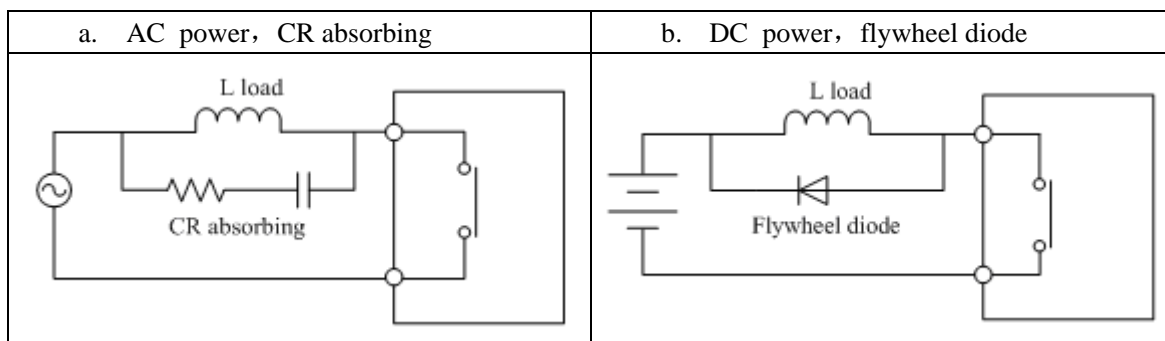 a. AC power，CR absorbing
b. DC power，flywheel diode
L load
CR absorbing
L load
Flywheel diode